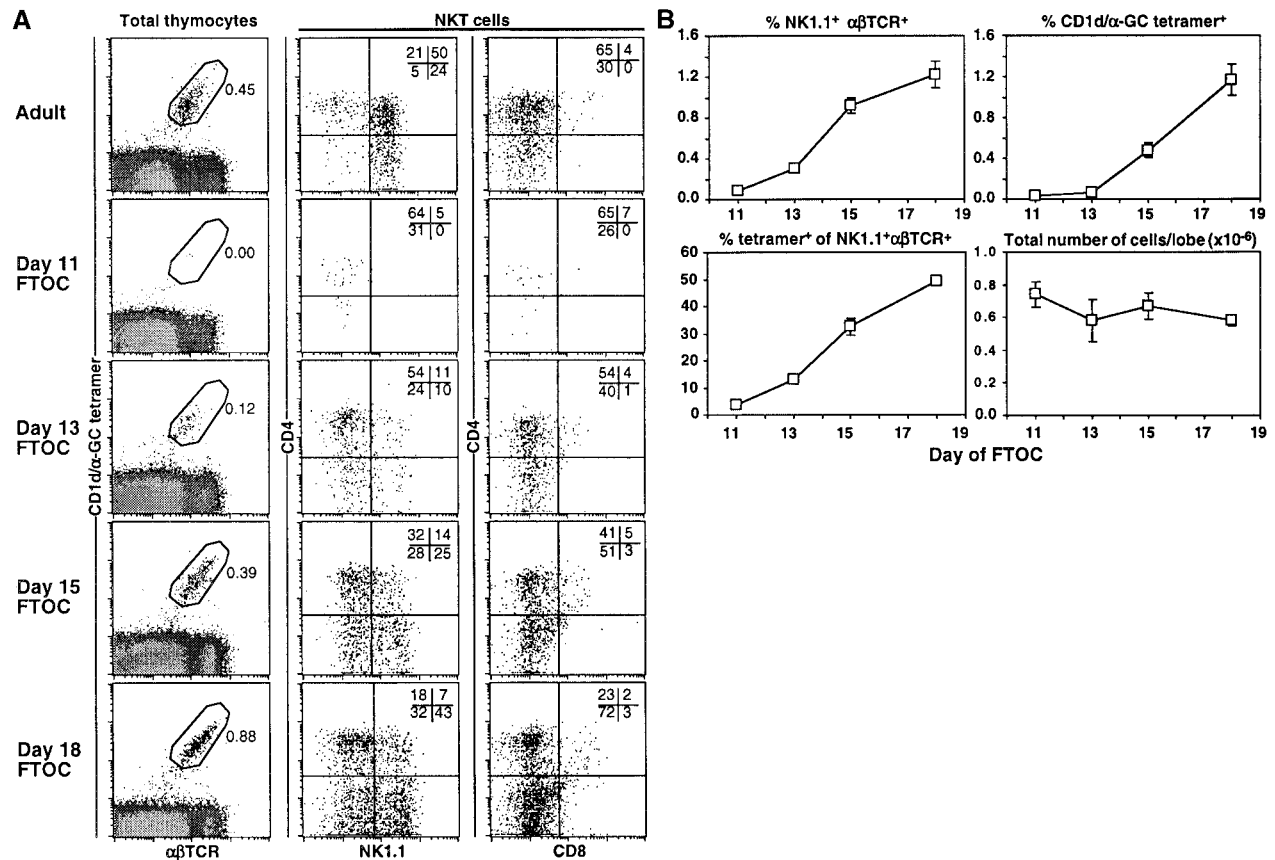 A
B
Total thymocytes
NKT cells
Adult
0.45
21 50
5 24
65 4
30 0
Day 11
FTOC
0.00
64 5
31 0
65 7
26 0
Day 13
FTOC
0.12
54 11
24 10
54 4
40 1
Day 15
FTOC
0.39
32 14
28 25
41 5
51 3
Day 18
FTOC
0.88
18 7
32 43
23 2
72 3
CD1d/α-GC tetramer
CD4
CD4
αβTCR
NK1.1
CD8
% NK1.1+ αβTCR+
1.6
1.2
0.8
0.4
0.0
11 13 15 17 19
% CD1d/α-GC tetramer+
1.6
1.2
0.8
0.4
0.0
11 13 15 17 19
% tetramer+ of NK1.1+αβTCR+
60
50
40
30
20
10
0
11 13 15 17 19
Total number of cells/lobe (x10-6)
1.0
0.8
0.6
0.4
0.2
0.0
11 13 15 17 19
Day of FTOC